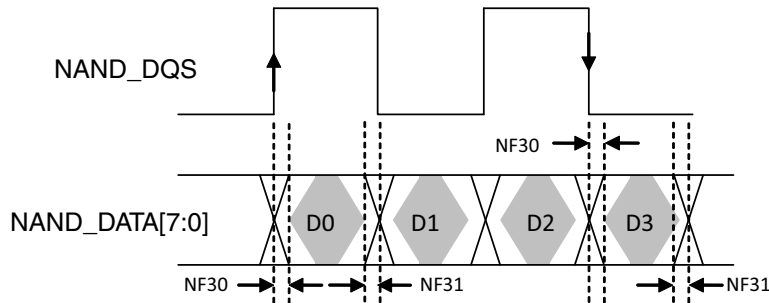 NAND_DQS
NF30
NAND_DATA[7:0] D0 D1 D2 D3
NF30 NF31 NF31